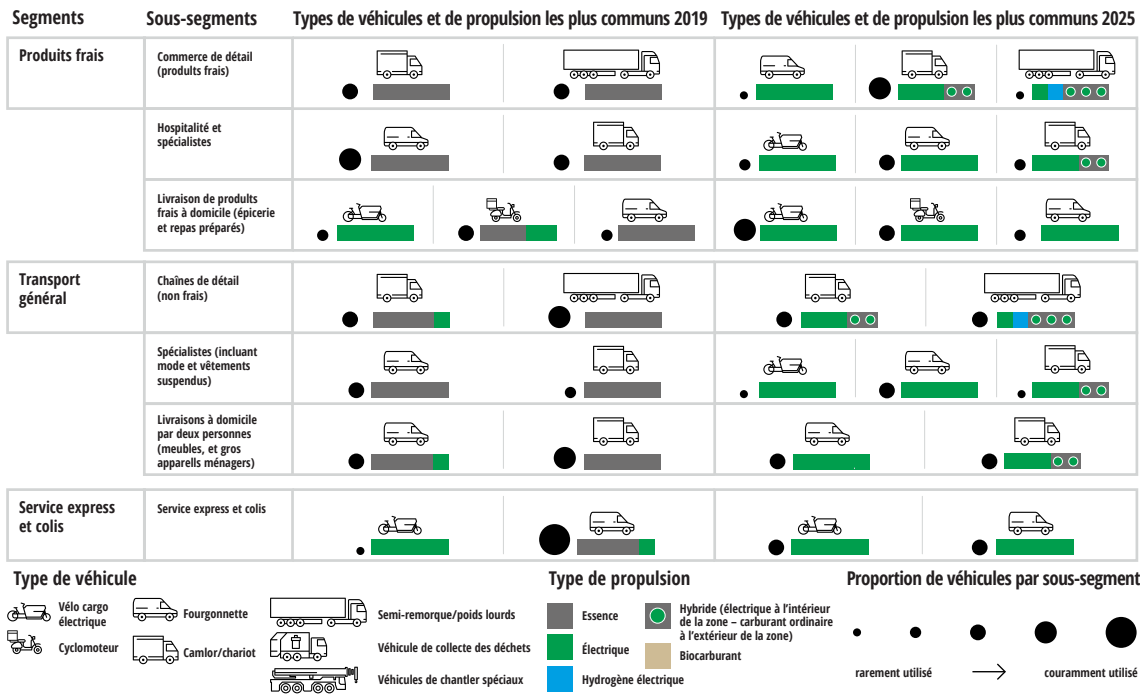 Segments
Sous-segments
Types de véhicules et de propulsion les plus communs 2019
Types de véhicules et de propulsion les plus communs 2025
Produits frais
Commerce de détail
(produits frais)
Hospitalité et
spécialistes
Livraison de produits
frais à domicile (épicerie
et repas préparés)
Transport
général
Chaînes de détail
(non frais)
Spécialistes (incluant
mode et vêtements
suspendus)
Livraisons à domicile
par deux personnes
(meubles, et gros
appareils ménagers)
Service express
et colis
Service express et colis
Type de véhicule
Vélo cargo
électrique
Cyclomoteur
Fourgonnette
Camlor/chariot
Semi-remorque/poids lourds
Véhicule de collecte des déchets
Véhicules de chantler spéciaux
Type de propulsion
Essence
Électrique
Hydrogène électrique
Hybride (électrique à l'intérieur
de la zone – carburant ordinaire
à l'extérieur de la zone)
Biocarburant
Proportion de véhicules par sous-segment
rarement utilisé
couramment utilisé